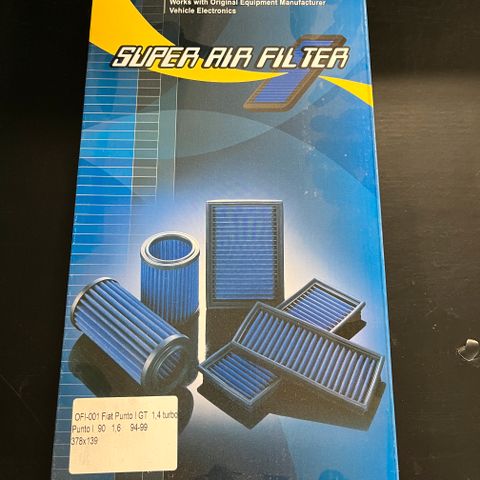 Works with Original Equipment Manufacturer
Vehicle Electronics
SUPER AIR FILTER
OFI-001 Fiat Punto I GT 1,4 turbo
Punto I 90 1,6 94-99
378x139